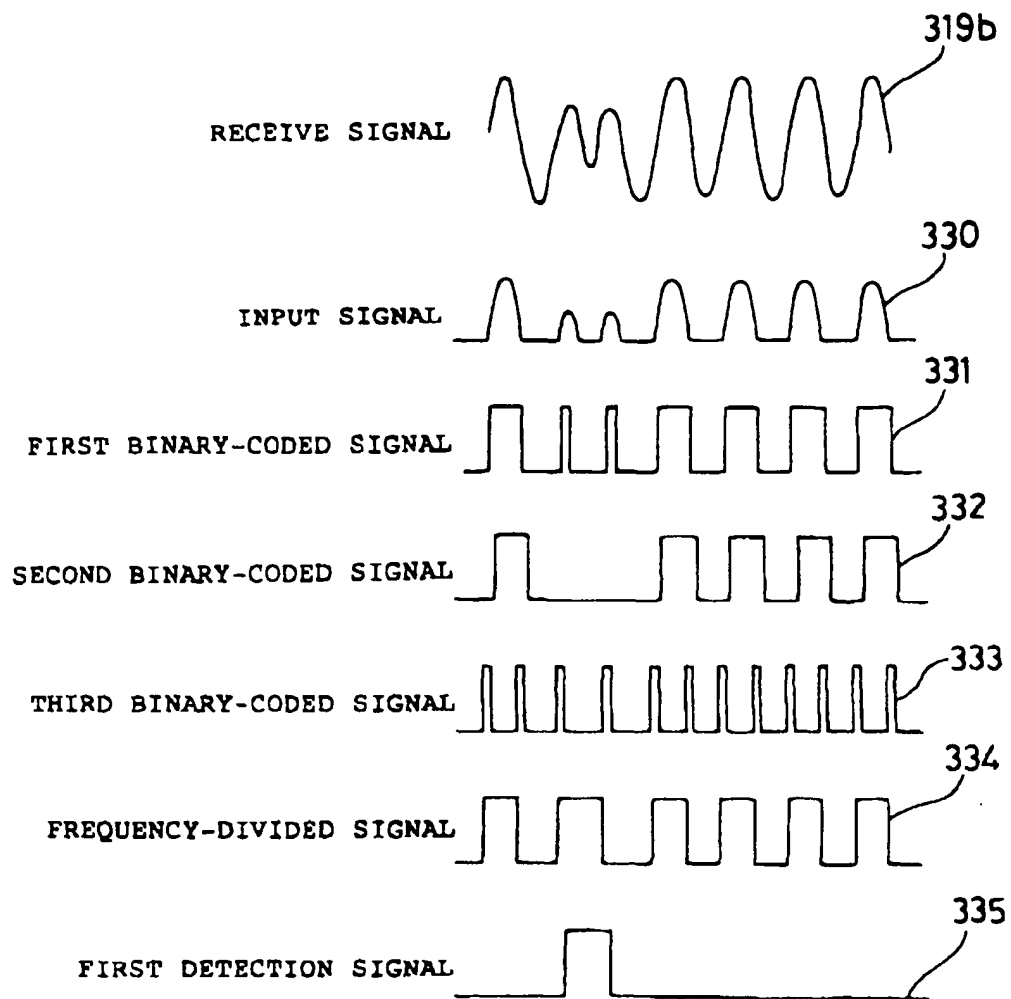 319b
RECEIVE SIGNAL
330
INPUT SIGNAL
331
FIRST BINARY-CODED SIGNAL
332
SECOND BINARY-CODED SIGNAL
333
THIRD BINARY-CODED SIGNAL
334
FREQUENCY-DIVIDED SIGNAL
335
FIRST DETECTION SIGNAL